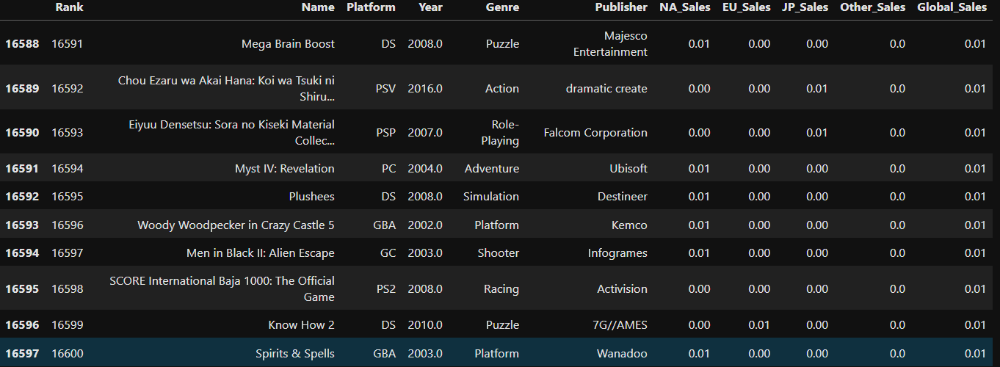 Rank Name Platform Year Genre Publisher NA_Sales EU_Sales JP_Sales Other_Sales Global_Sales
16588 16591 Mega Brain Boost DS 2008.0 Puzzle Majesco Entertainment 0.01 0.00 0.00 0.0 0.01
16589 16592 Chou Ezaru wa Akai Hana: Koi wa Tsuki ni Shiru... PSV 2016.0 Action dramatic create 0.00 0.00 0.01 0.0 0.01
16590 16593 Eiyuu Densetsu: Sora no Kiseki Material Collec... PSP 2007.0 Role-Playing Falcom Corporation 0.00 0.00 0.01 0.0 0.01
16591 16594 Myst IV: Revelation PC 2004.0 Adventure Ubisoft 0.01 0.00 0.00 0.0 0.01
16592 16595 Plushees DS 2008.0 Simulation Destineer 0.01 0.00 0.00 0.0 0.01
16593 16596 Woody Woodpecker in Crazy Castle 5 GBA 2002.0 Platform Kemco 0.01 0.00 0.00 0.0 0.01
16594 16597 Men in Black II: Alien Escape GC 2003.0 Shooter Infogrames 0.01 0.00 0.00 0.0 0.01
16595 16598 SCORE International Baja 1000: The Official Game PS2 2008.0 Racing Activision 0.00 0.00 0.00 0.0 0.01
16596 16599 Know How 2 DS 2010.0 Puzzle 7G//AMES 0.00 0.01 0.00 0.0 0.01
16597 16600 Spirits & Spells GBA 2003.0 Platform Wanadoo 0.01 0.00 0.00 0.0 0.01